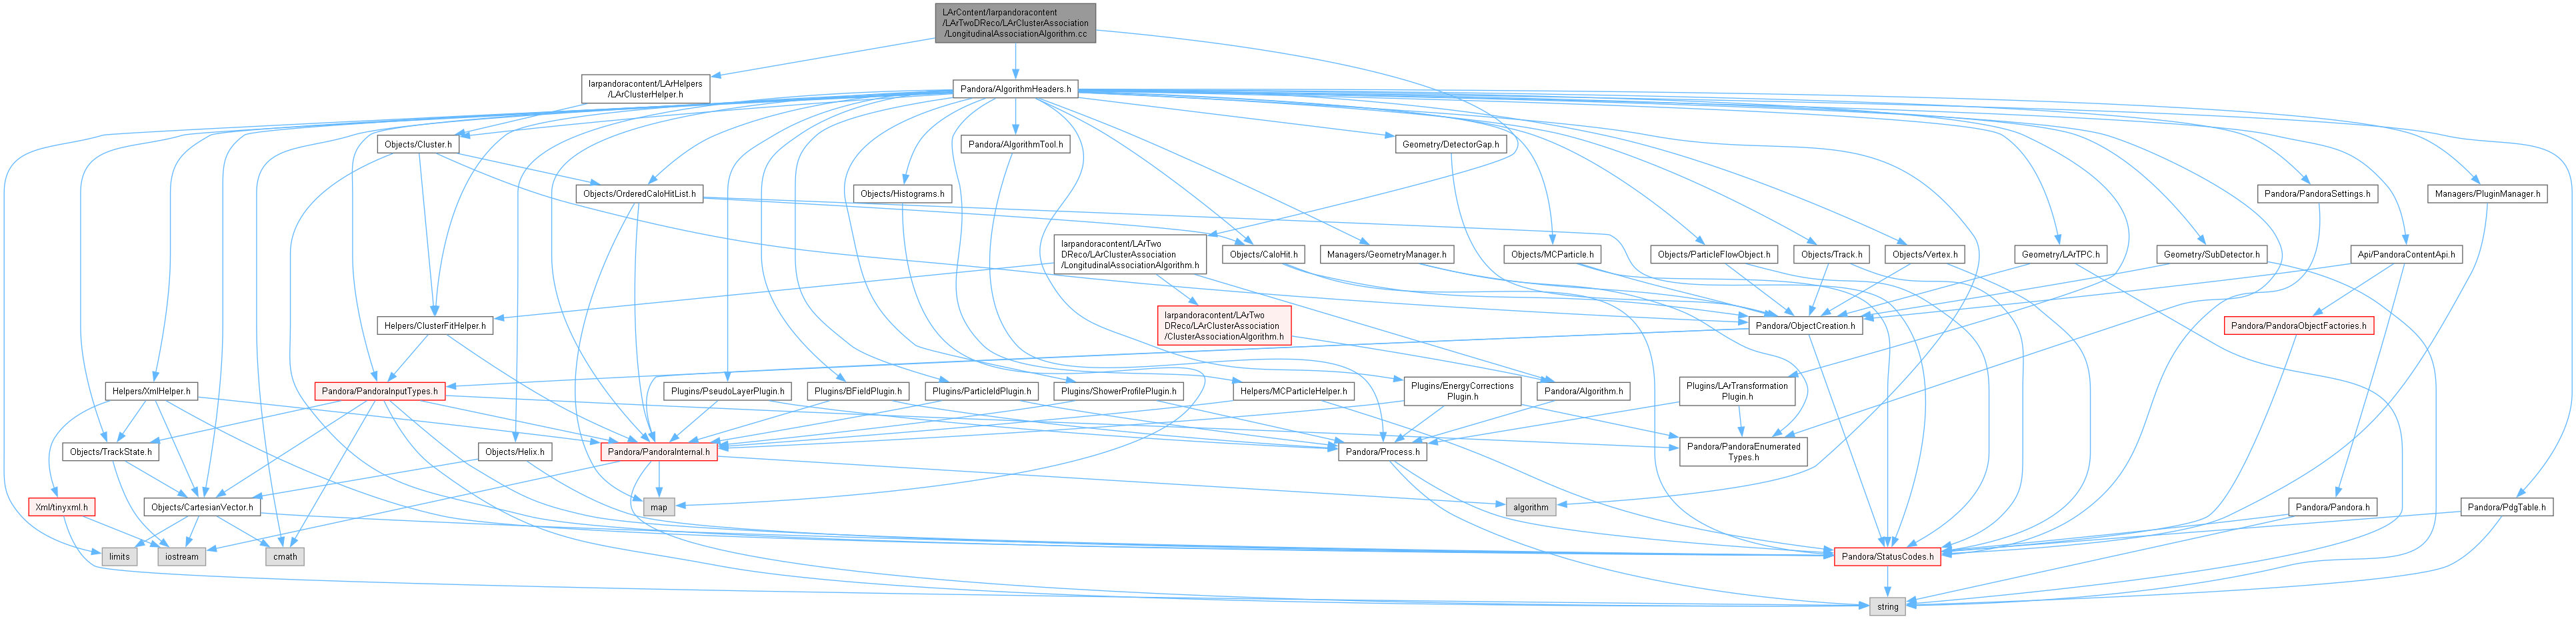 LArContent/larpandoracontent
/LArTwoDReco/LArClusterAssociation
/LongitudinalAssociationAlgorithm.cc
larpandoracontent/LArHelpers
/LArClusterHelper.h
Pandora/AlgorithmHeaders.h
Objects/Cluster.h
Pandora/AlgorithmTool.h
Geometry/DetectorGap.h
Objects/OrderedCaloHitList.h
Objects/Histograms.h
Pandora/PandoraSettings.h
Managers/PluginManager.h
larpandoracontent/LArTwo
DReco/LArClusterAssociation
/LongitudinalAssociationAlgorithm.h
Objects/CaloHit.h
Managers/GeometryManager.h
Objects/MCParticle.h
Objects/ParticleFlowObject.h
Objects/Track.h
Objects/Vertex.h
Geometry/LArTPC.h
Geometry/SubDetector.h
Api/PandoraContentApi.h
Helpers/ClusterFitHelper.h
larpandoracontent/LArTwo
DReco/LArClusterAssociation
/ClusterAssociationAlgorithm.h
Pandora/ObjectCreation.h
Pandora/PandoraObjectFactories.h
Helpers/XmlHelper.h
Pandora/PandoraInputTypes.h
Plugins/PseudoLayerPlugin.h
Plugins/BFieldPlugin.h
Plugins/ParticleIdPlugin.h
Plugins/ShowerProfilePlugin.h
Helpers/MCParticleHelper.h
Plugins/EnergyCorrections
Plugin.h
Pandora/Algorithm.h
Plugins/LArTransformation
Plugin.h
Objects/TrackState.h
Objects/Helix.h
Pandora/PandoraInternal.h
Pandora/Process.h
Pandora/PandoraEnumerated
Types.h
Xml/tinyxml.h
Objects/CartesianVector.h
map
algorithm
Pandora/Pandora.h
Pandora/PdgTable.h
limits
iostream
cmath
Pandora/StatusCodes.h
string